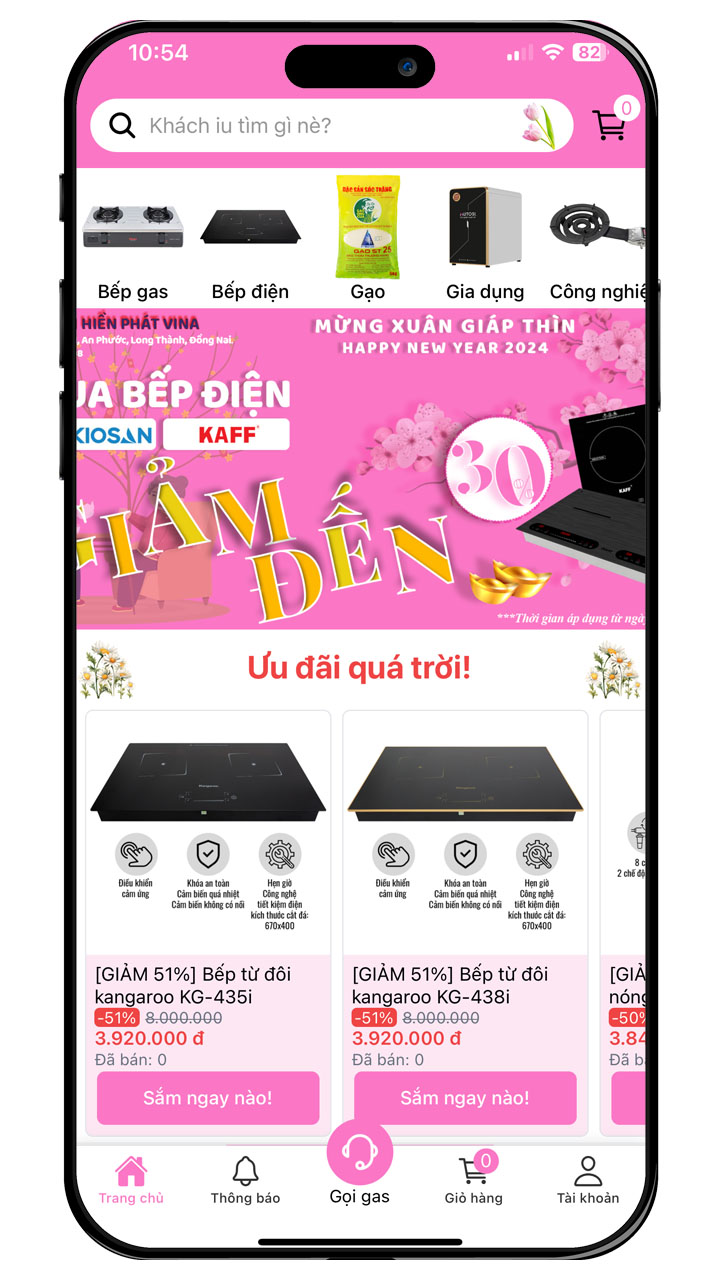 10:54
82
Khách iu tìm gì nè?
0
ĐẶC SẢN SÓC TRĂNG
GẠO ST 25
Bếp gas
Bếp điện
Gạo
Gia dụng
Công nghiệ
HIỀN PHÁT VINA
, An Phước, Long Thành, Đồng Nai.
8
MỪNG XUÂN GIÁP THÌN
HAPPY NEW YEAR 2024
UA BẾP ĐIỆN
KIOSAN
KAFF
30%
GIẢM
ĐẾN
KAFF
***Thời gian áp dụng từ ngày
Ưu đãi quá trời!
Kangaroo
Điều khiển
cảm ứng
Khóa an toàn
Cảm biến quá nhiệt
Cảm biến không có nồi
Hẹn giờ
Công nghệ
tiết kiệm điện
kích thước cắt đá:
670x400
[GIẢM 51%] Bếp từ đôi
kangaroo KG-435i
-51% 8.000.000
3.920.000 đ
Đã bán: 0
Sắm ngay nào!
Kangaroo
Điều khiển
cảm ứng
Khóa an toàn
Cảm biến quá nhiệt
Cảm biến không có nồi
Hẹn giờ
Công nghệ
tiết kiệm điện
kích thước cắt đá:
670x400
[GIẢM 51%] Bếp từ đôi
kangaroo KG-438i
-51% 8.000.000
3.920.000 đ
Đã bán: 0
Sắm ngay nào!
8 c
2 chế độ
[GIẢ
nóng
-50%
3.84
Đã b
Trang chủ
Thông báo
Gọi gas
0
Giỏ hàng
Tài khoản